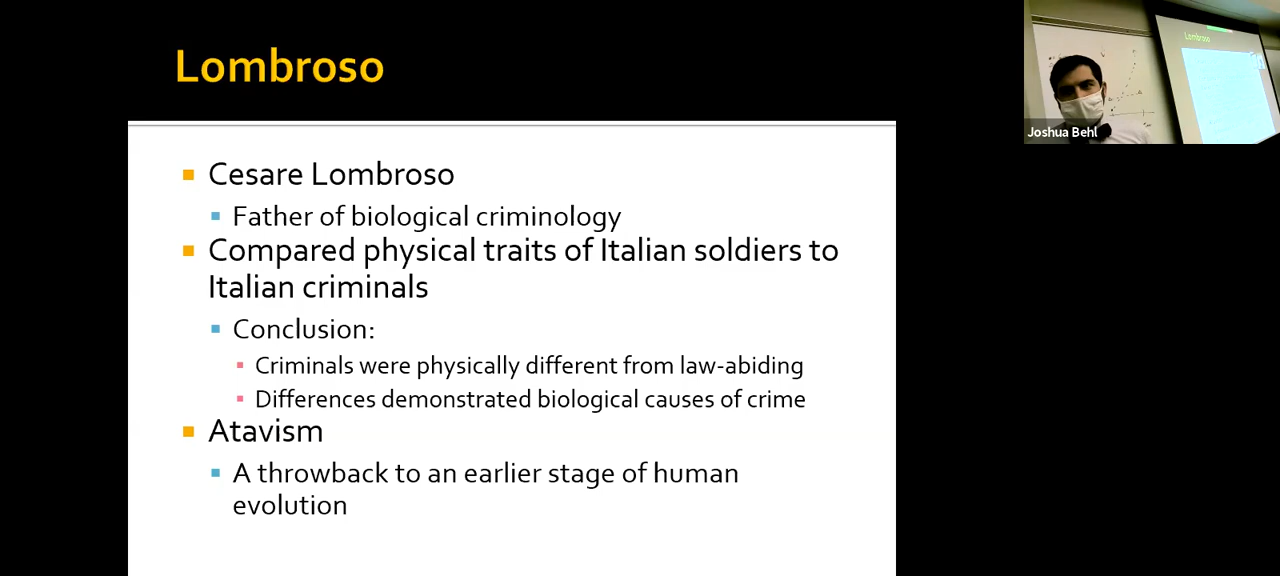 Lombroso
Cesare Lombroso
Father of biological criminology
Compared physical traits of Italian soldiers to
Italian criminals
Conclusion:
Criminals were physically different from law-abiding
Differences demonstrated biological causes of crime
Atavism
A throwback to an earlier stage of human
evolution
Lombroso
Joshua Behl